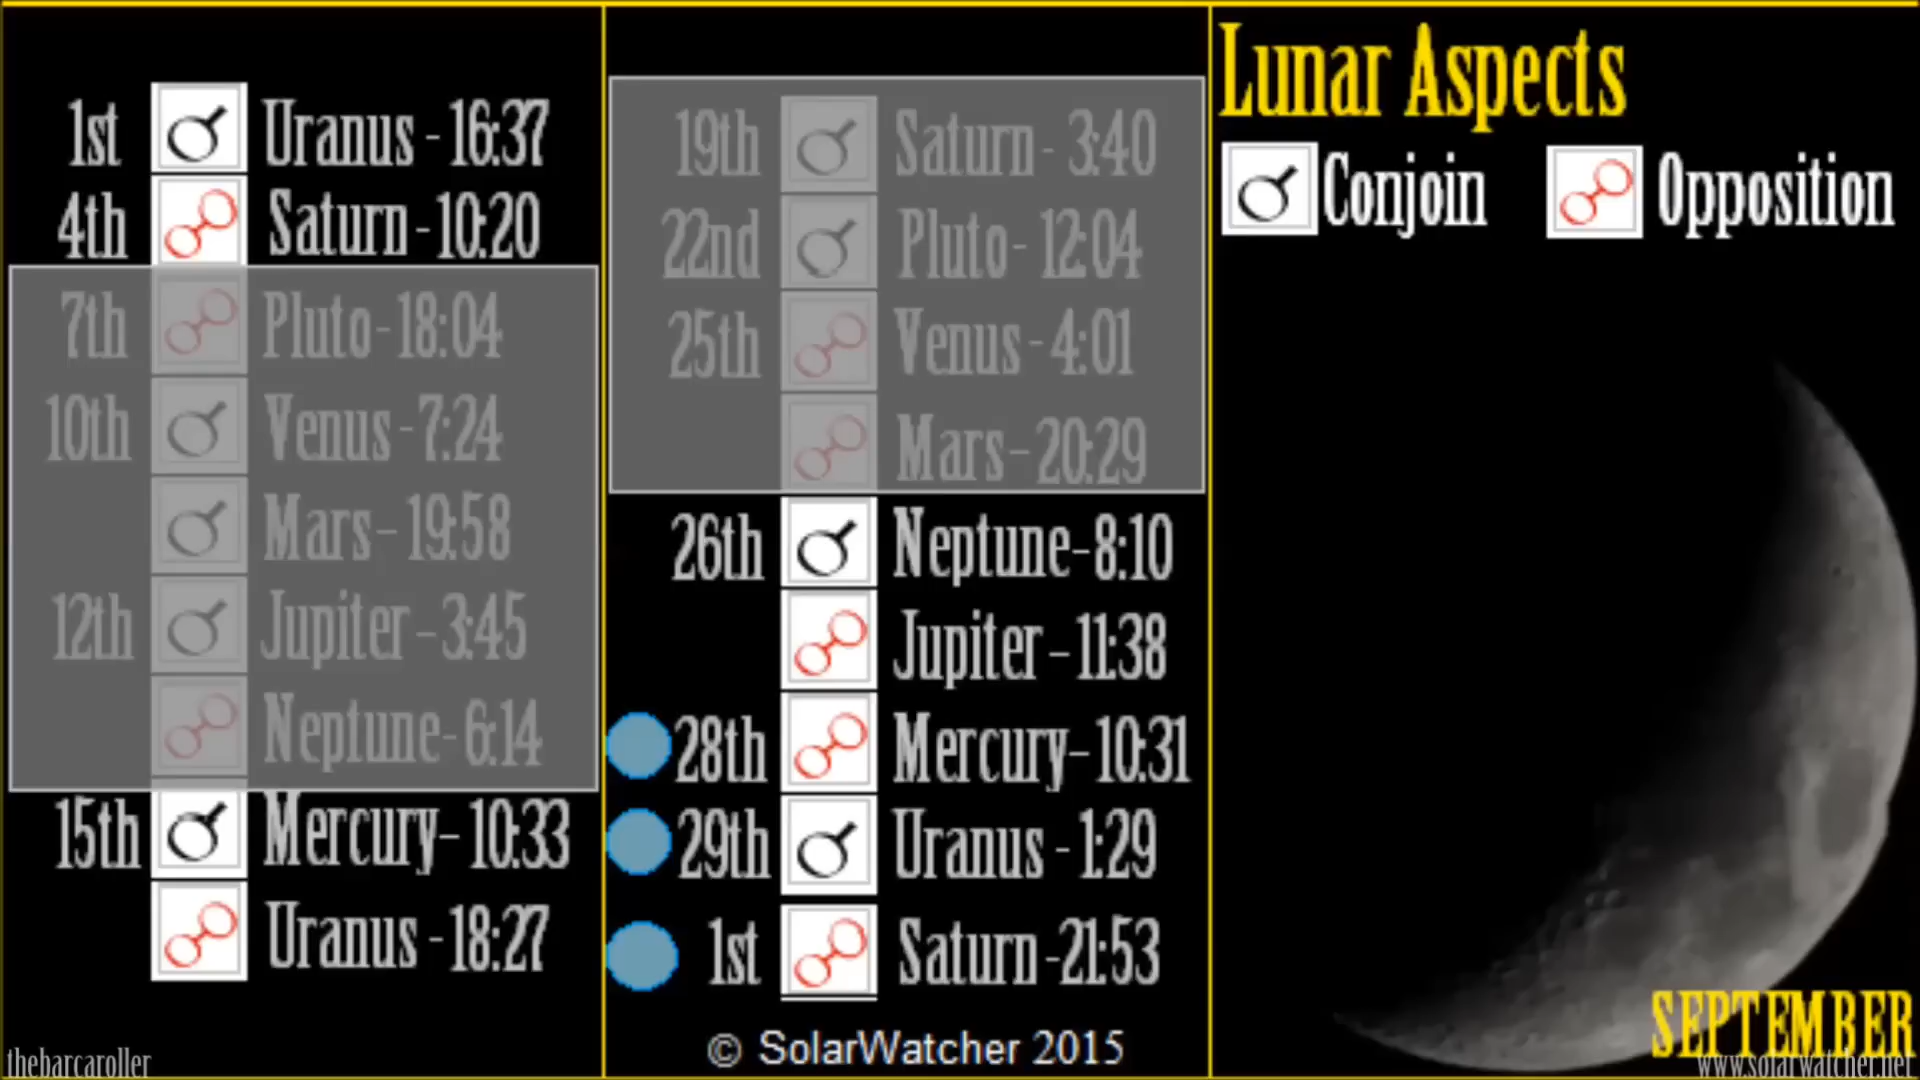 1st Uranus - 16:37
4th Saturn - 10:20
7th Pluto - 18:04
10th Venus - 7:24
Mars - 19:58
12th Jupiter - 3:45
Neptune - 6:14
15th Mercury - 10:33
Uranus - 18:27
thebarcaroller
19th Saturn - 3:40
22nd Pluto - 12:04
25th Venus - 4:01
Mars - 20:29
26th Neptune - 8:10
Jupiter - 11:38
28th Mercury - 10:31
29th Uranus - 1:29
1st Saturn - 21:53
© SolarWatcher 2015
Lunar Aspects
Conjoin Opposition
SEPTEMBER
www.solarwatcher.net